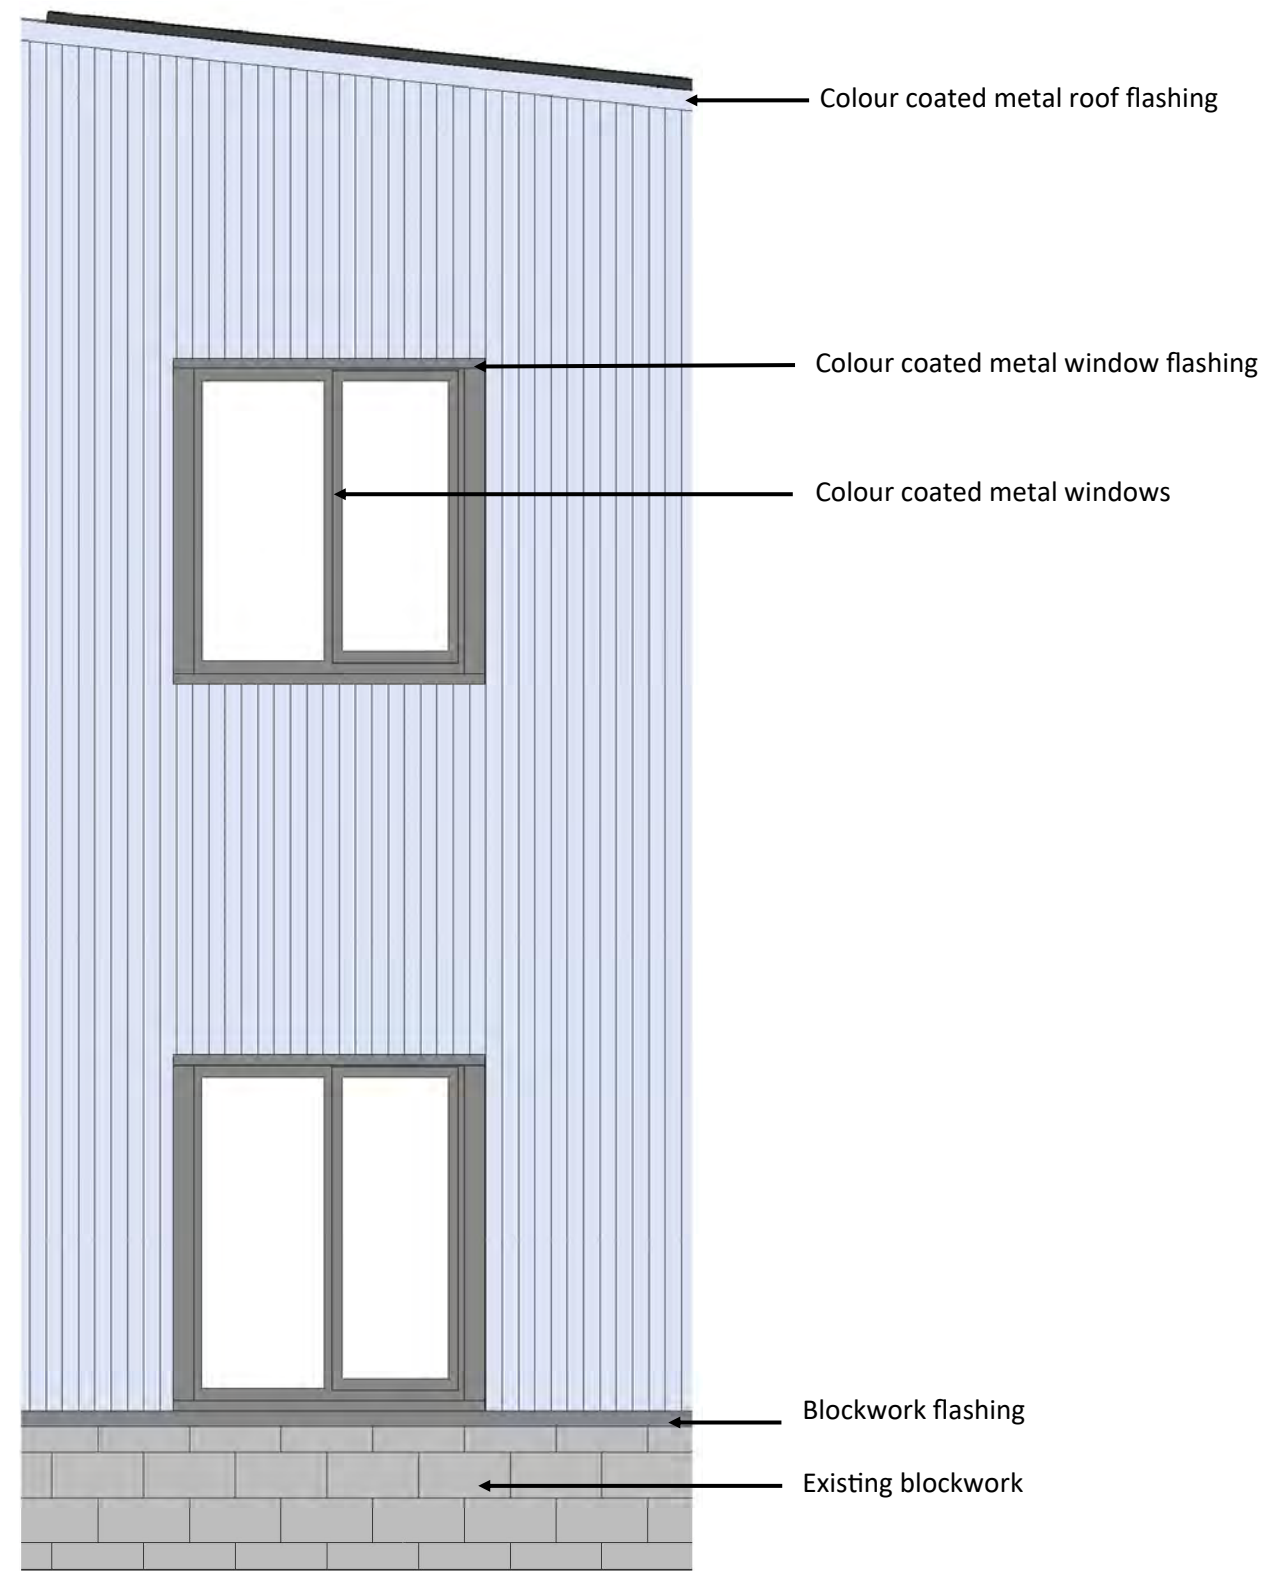 Colour coated metal roof flashing
Colour coated metal window flashing
Colour coated metal windows
Blockwork flashing
Existing blockwork